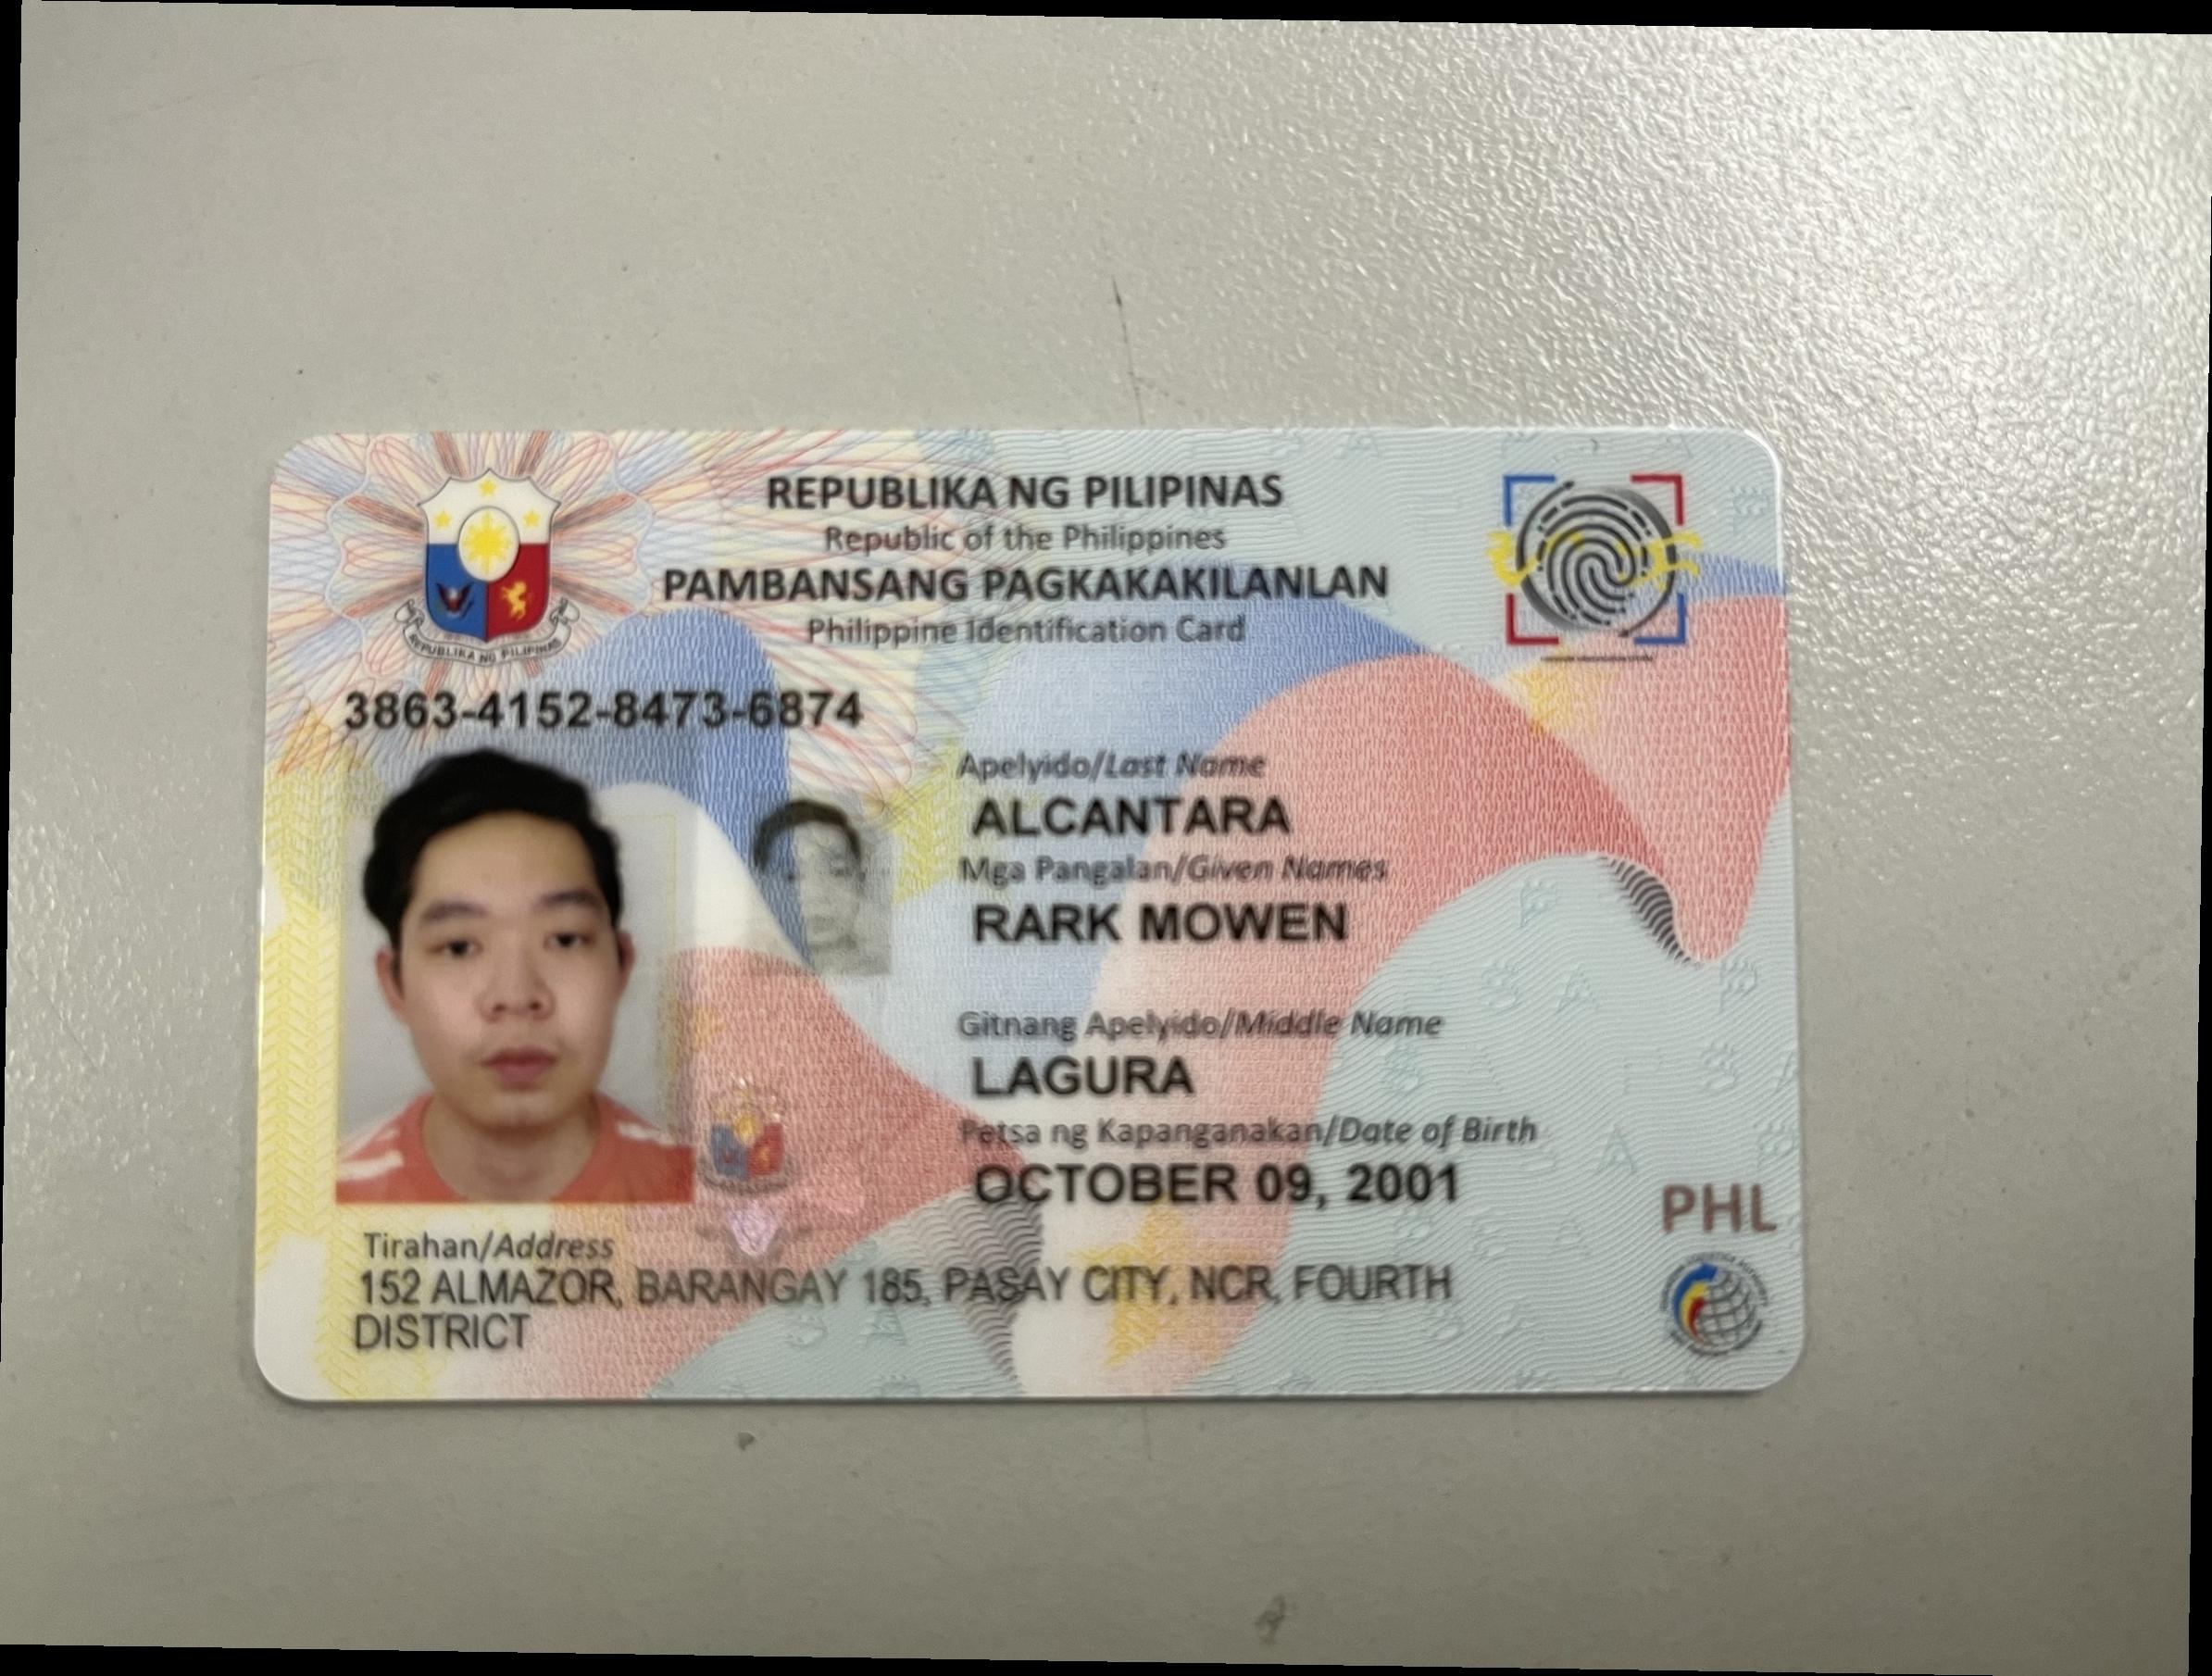 REPUBLIKA NG PILIPINAS
Republic of the Philippines
PAMBANSANG PAGKAKAKILANLAN
Philippine Identification Card
REPUBLIKA NG PILIPINAS
3863-4152-8473-6874
Apelyido/Last Name
ALCANTARA
Mga Pangalan/Given Names
RARK MOWEN
Gitnang Apelyido/Middle Name
LAGURA
Petsa ng Kapanganakan/Date of Birth
OCTOBER 09, 2001
PHL
Tirahan/Address
152 ALMAZOR, BARANGAY 185, PASAY CITY, NCR, FOURTH
DISTRICT